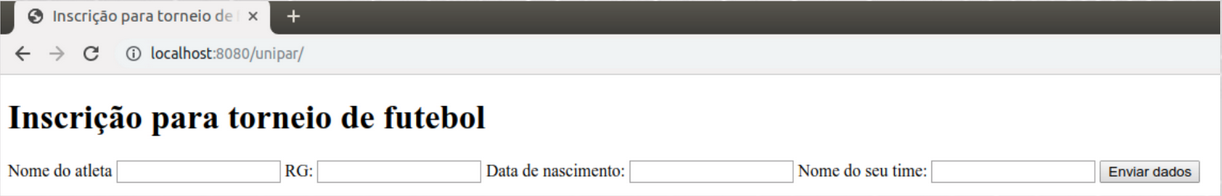 Inscrição para torneio de
localhost:8080/unipar/
Inscrição para torneio de futebol
Nome do atleta RG: Data de nascimento: Nome do seu time: Enviar dados